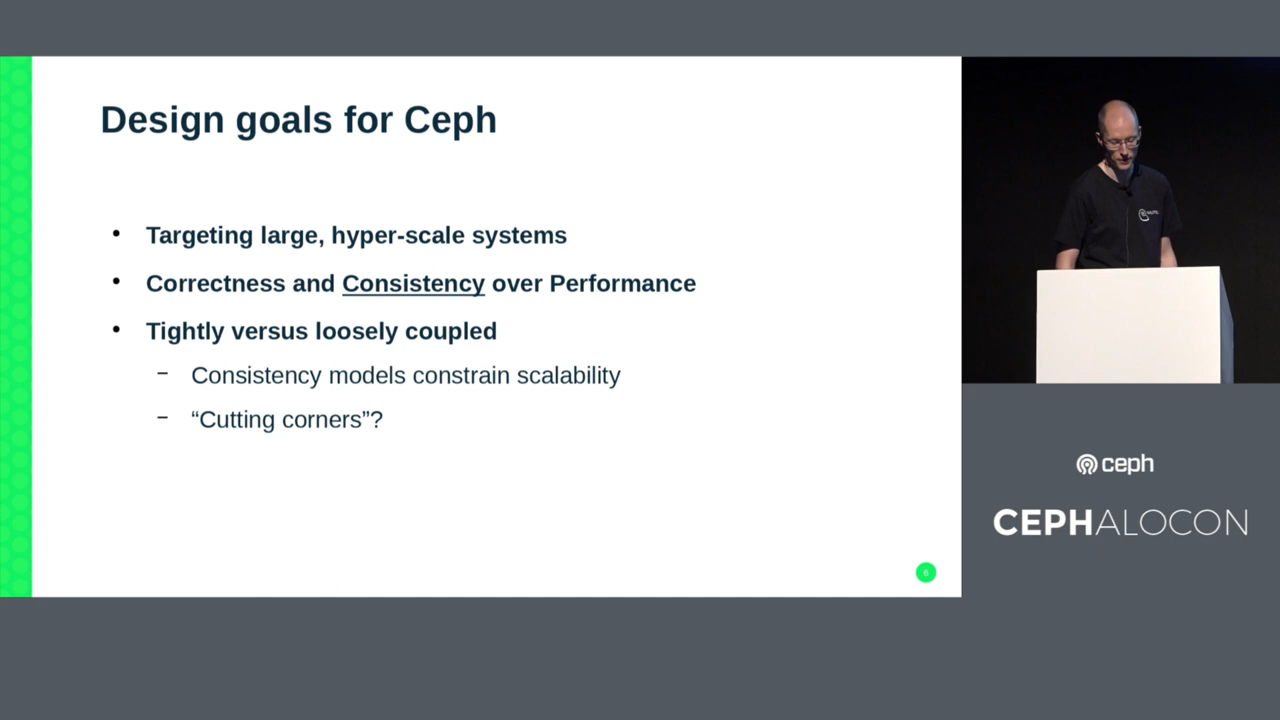 Design goals for Ceph
• Targeting large, hyper-scale systems
• Correctness and Consistency over Performance
• Tightly versus loosely coupled
– Consistency models constrain scalability
– “Cutting corners”?
6
ceph
CEPHALOCON